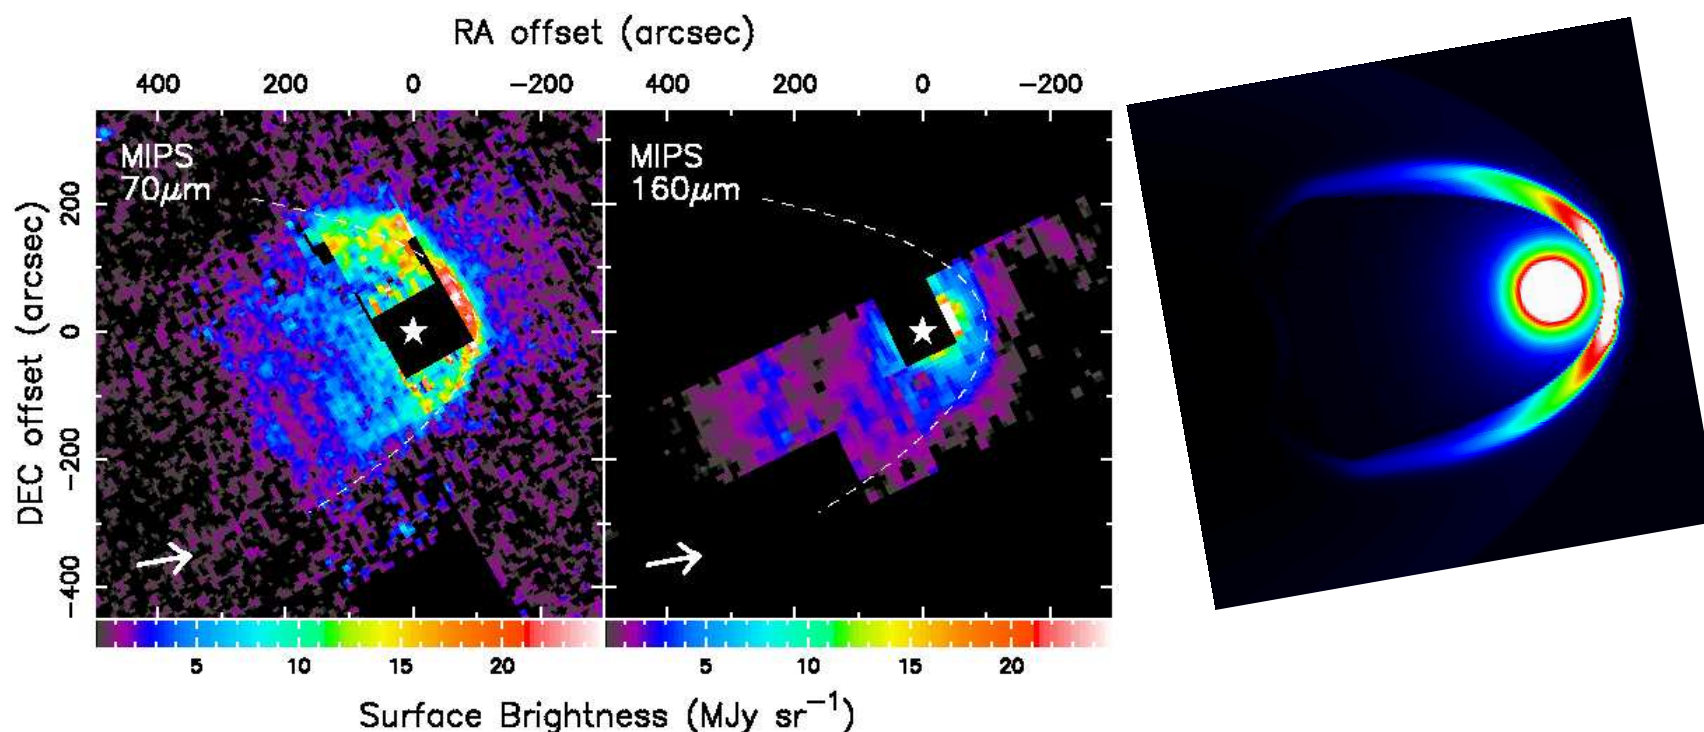 RA offset (arcsec)
400 200 0 −200 400 200 0 −200
MIPS
70μm
MIPS
160μm
DEC offset (arcsec)
200
0
−200
−400
5 10 15 20 5 10 15 20
Surface Brightness (MJy sr⁻¹)